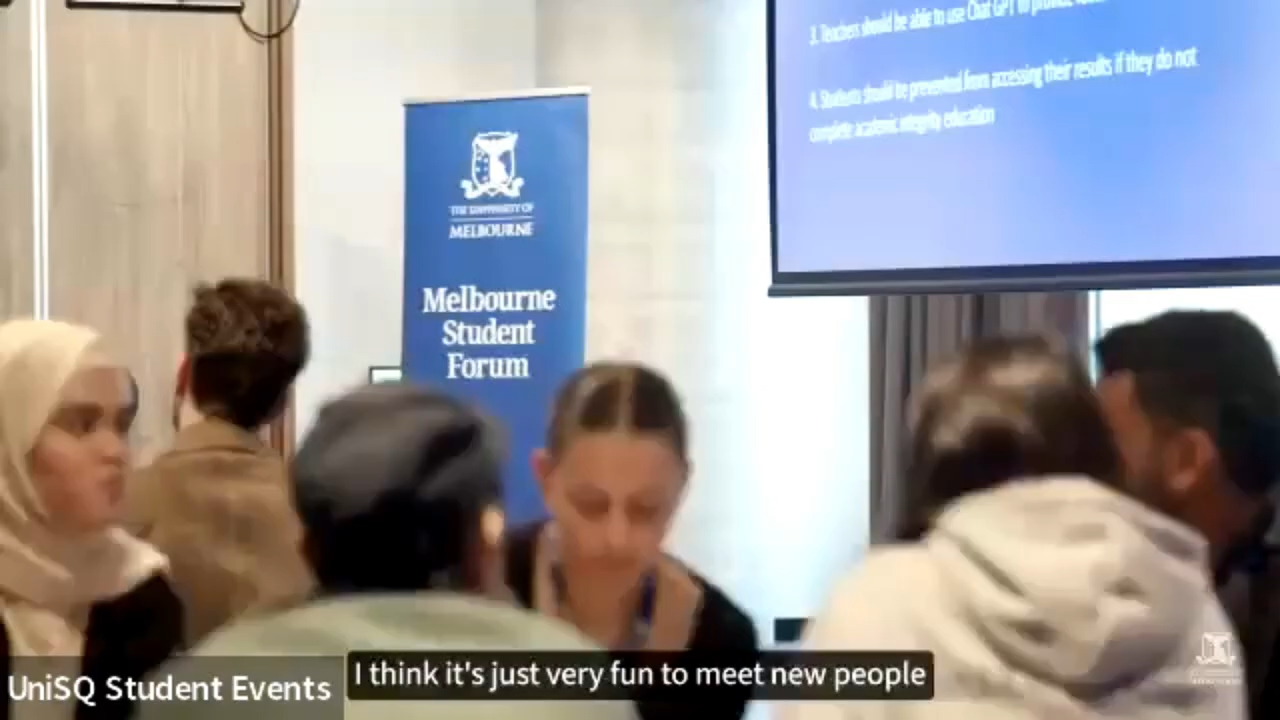 3. Teachers should be able to use Chat GPT to provide
4. Students should be prevented from accessing their results if they do not
complete academic integrity education
THE UNIVERSITY OF
MELBOURNE
Melbourne
Student
Forum
UniSQ Student Events
I think it's just very fun to meet new people